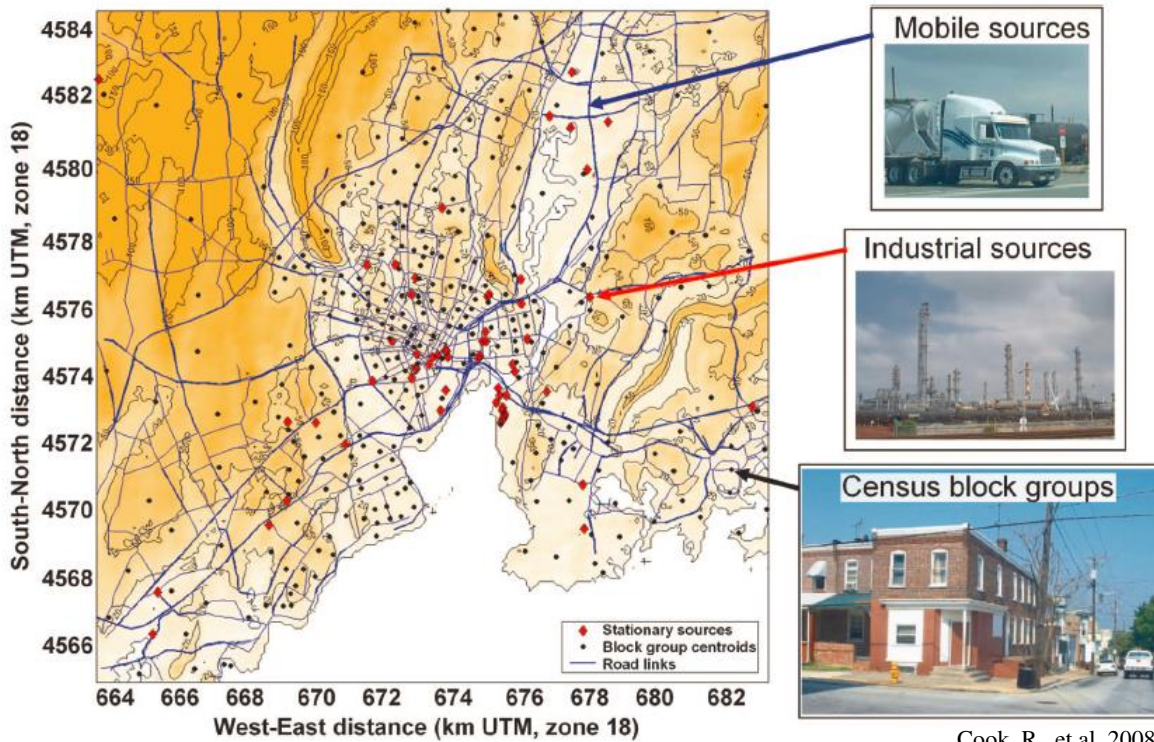 4584
4582
4580
4578
4576
4574
4572
4570
4568
4566
South-North distance (km UTM, zone 18)
664 666 668 670 672 674 676 678 680 682
West-East distance (km UTM, zone 18)
Stationary sources
Block group centroids
Road links
Mobile sources
Industrial sources
Census block groups
Cook, R., et al. 2008